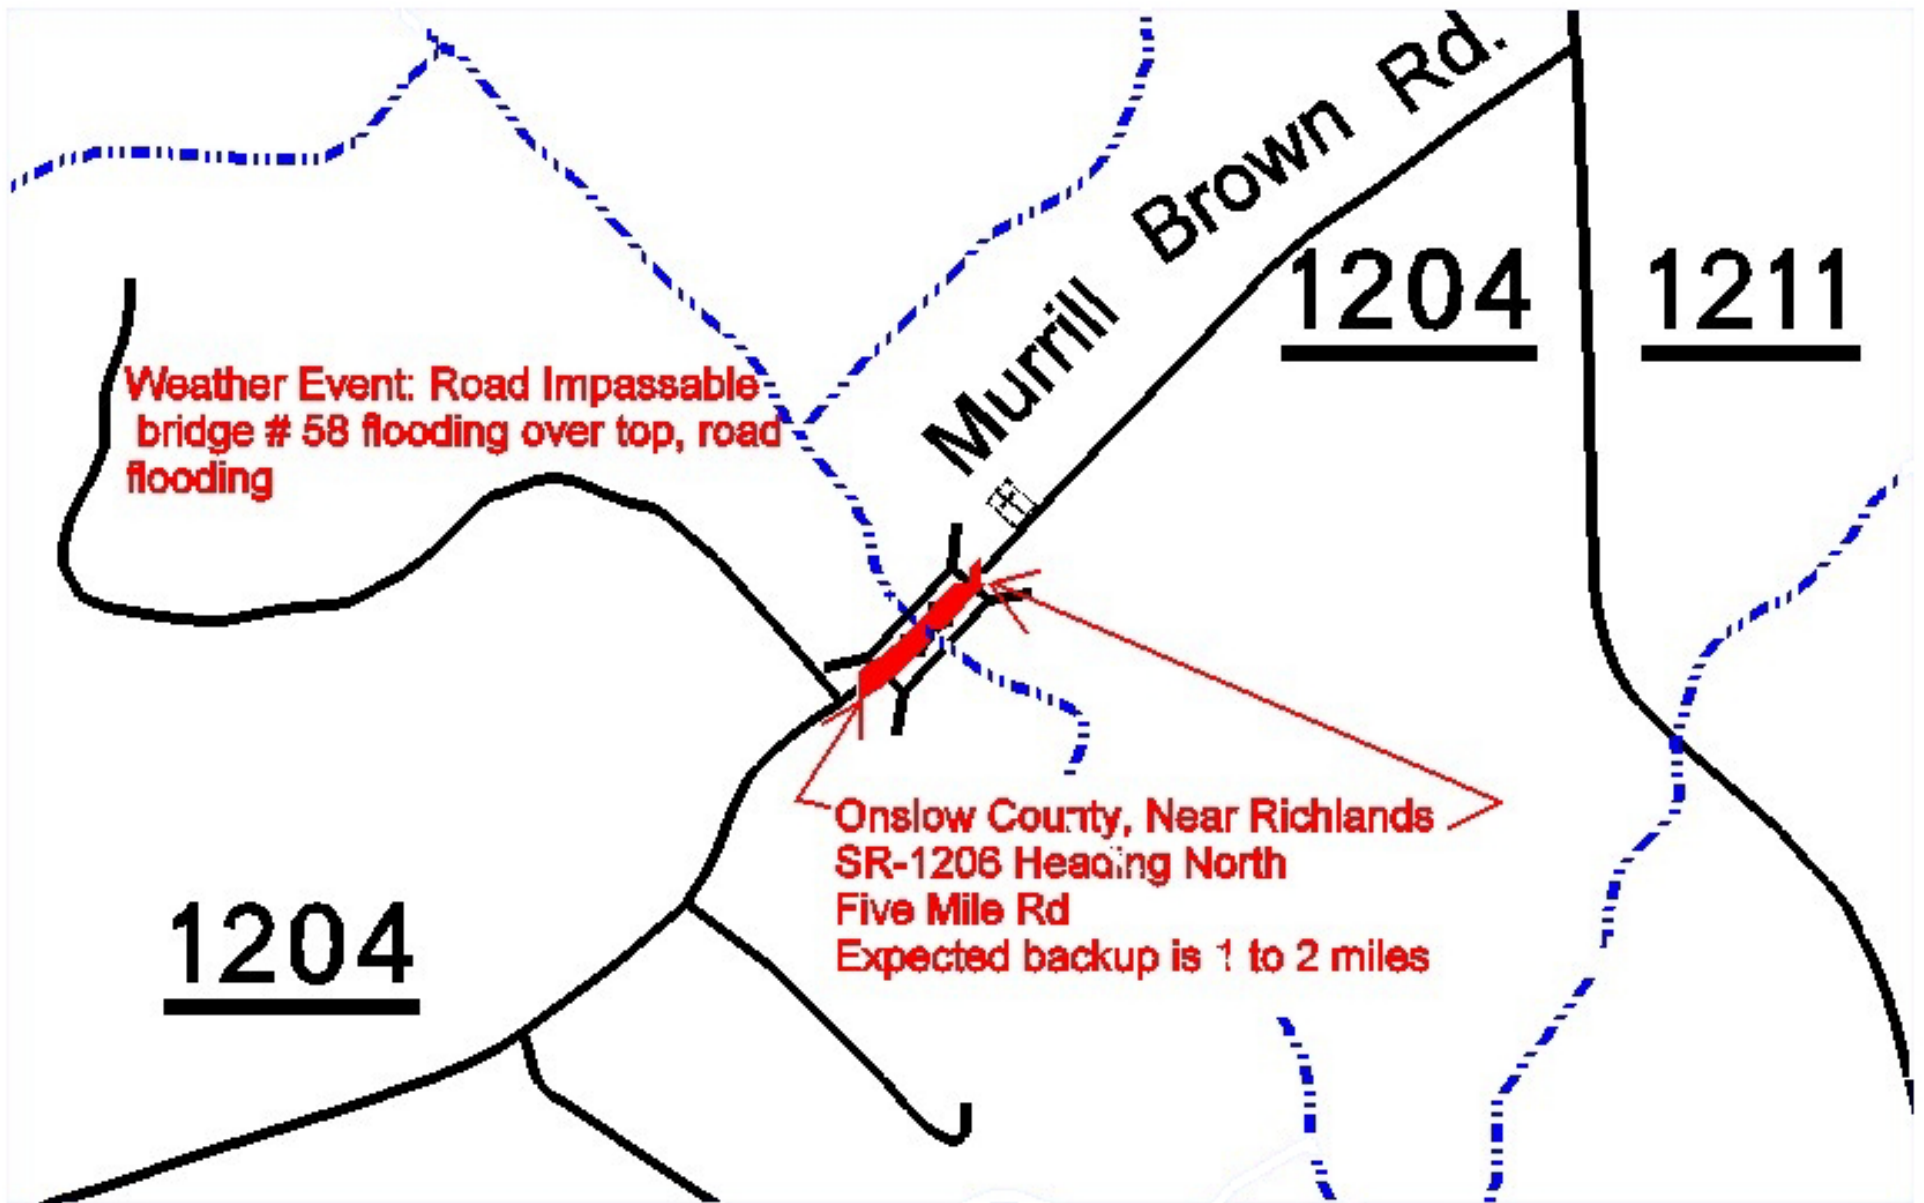 Murrill Brown Rd.
1204
1211
Weather Event: Road Impassable
bridge # 58 flooding over top, road
flooding
Onslow County, Near Richlands
SR-1206 Heading North
Five Mile Rd
Expected backup is 1 to 2 miles
1204